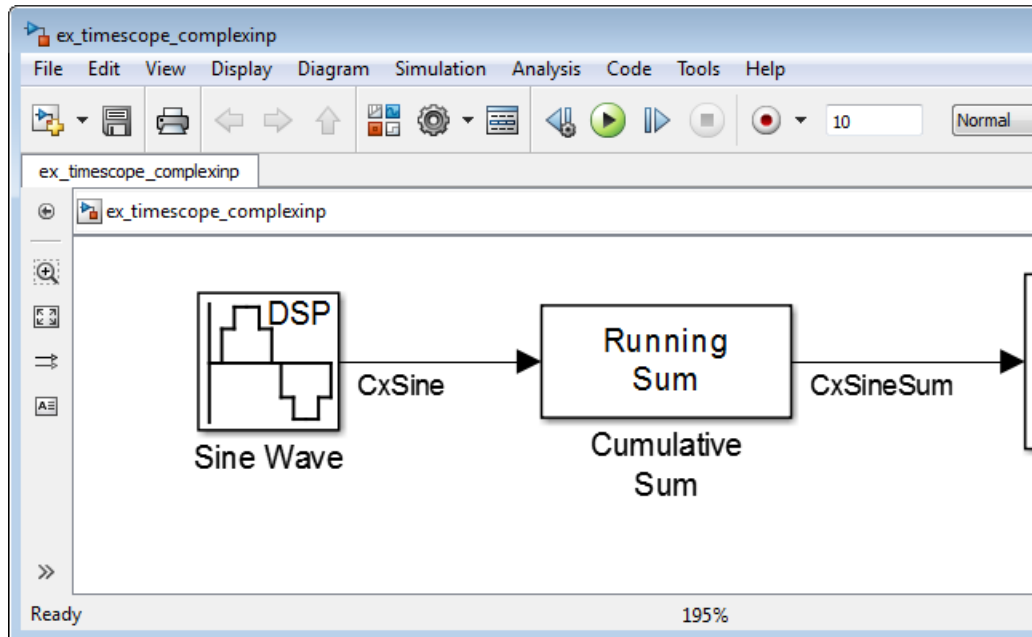 ex_timescope_complexinp
File Edit View Display Diagram Simulation Analysis Code Tools Help
10 Normal
ex_timescope_complexinp
ex_timescope_complexinp
DSP
Running
Sum
CxSine
CxSineSum
Sine Wave
Cumulative
Sum
Ready 195%